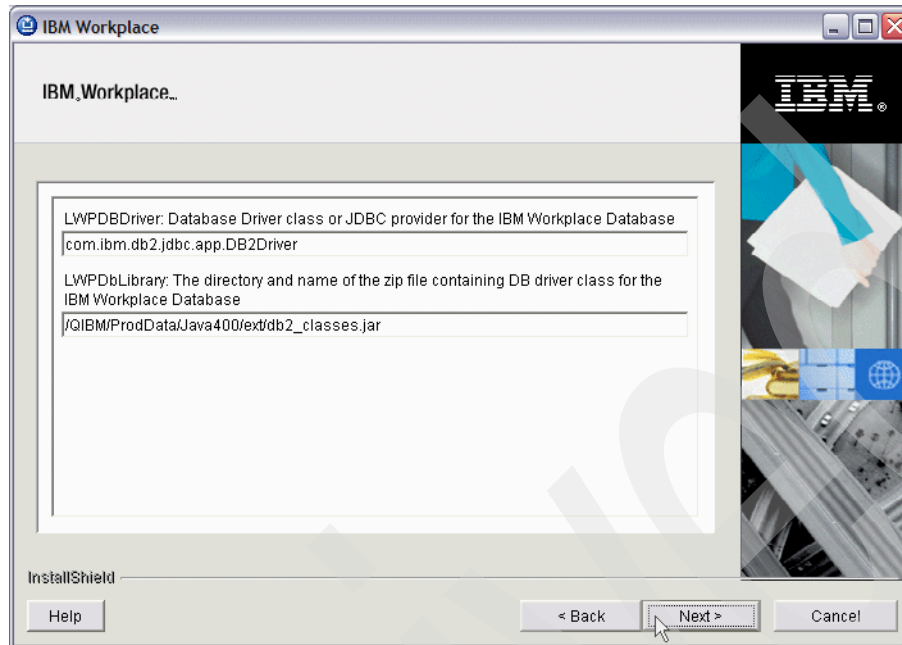 IBM Workplace
IBM Workplace™
IBM®
LWPDBDriver: Database Driver class or JDBC provider for the IBM Workplace Database
com.ibm.db2.jdbc.app.DB2Driver
LWPDbLibrary: The directory and name of the zip file containing DB driver class for the
IBM Workplace Database
/QIBM/ProdData/Java400/ext/db2_classes.jar
InstallShield
Help
< Back
Next >
Cancel